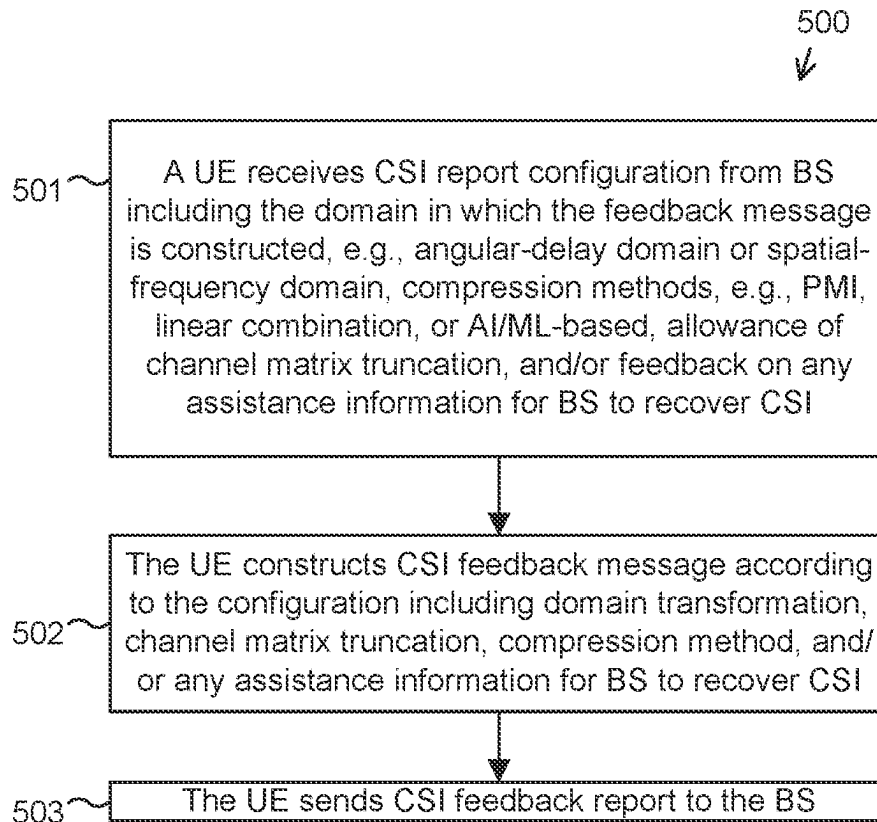 500
501
A UE receives CSI report configuration from BS
including the domain in which the feedback message
is constructed, e.g., angular-delay domain or spatial-
frequency domain, compression methods, e.g., PMI,
linear combination, or AI/ML-based, allowance of
channel matrix truncation, and/or feedback on any
assistance information for BS to recover CSI
502
The UE constructs CSI feedback message according
to the configuration including domain transformation,
channel matrix truncation, compression method, and/
or any assistance information for BS to recover CSI
503
The UE sends CSI feedback report to the BS